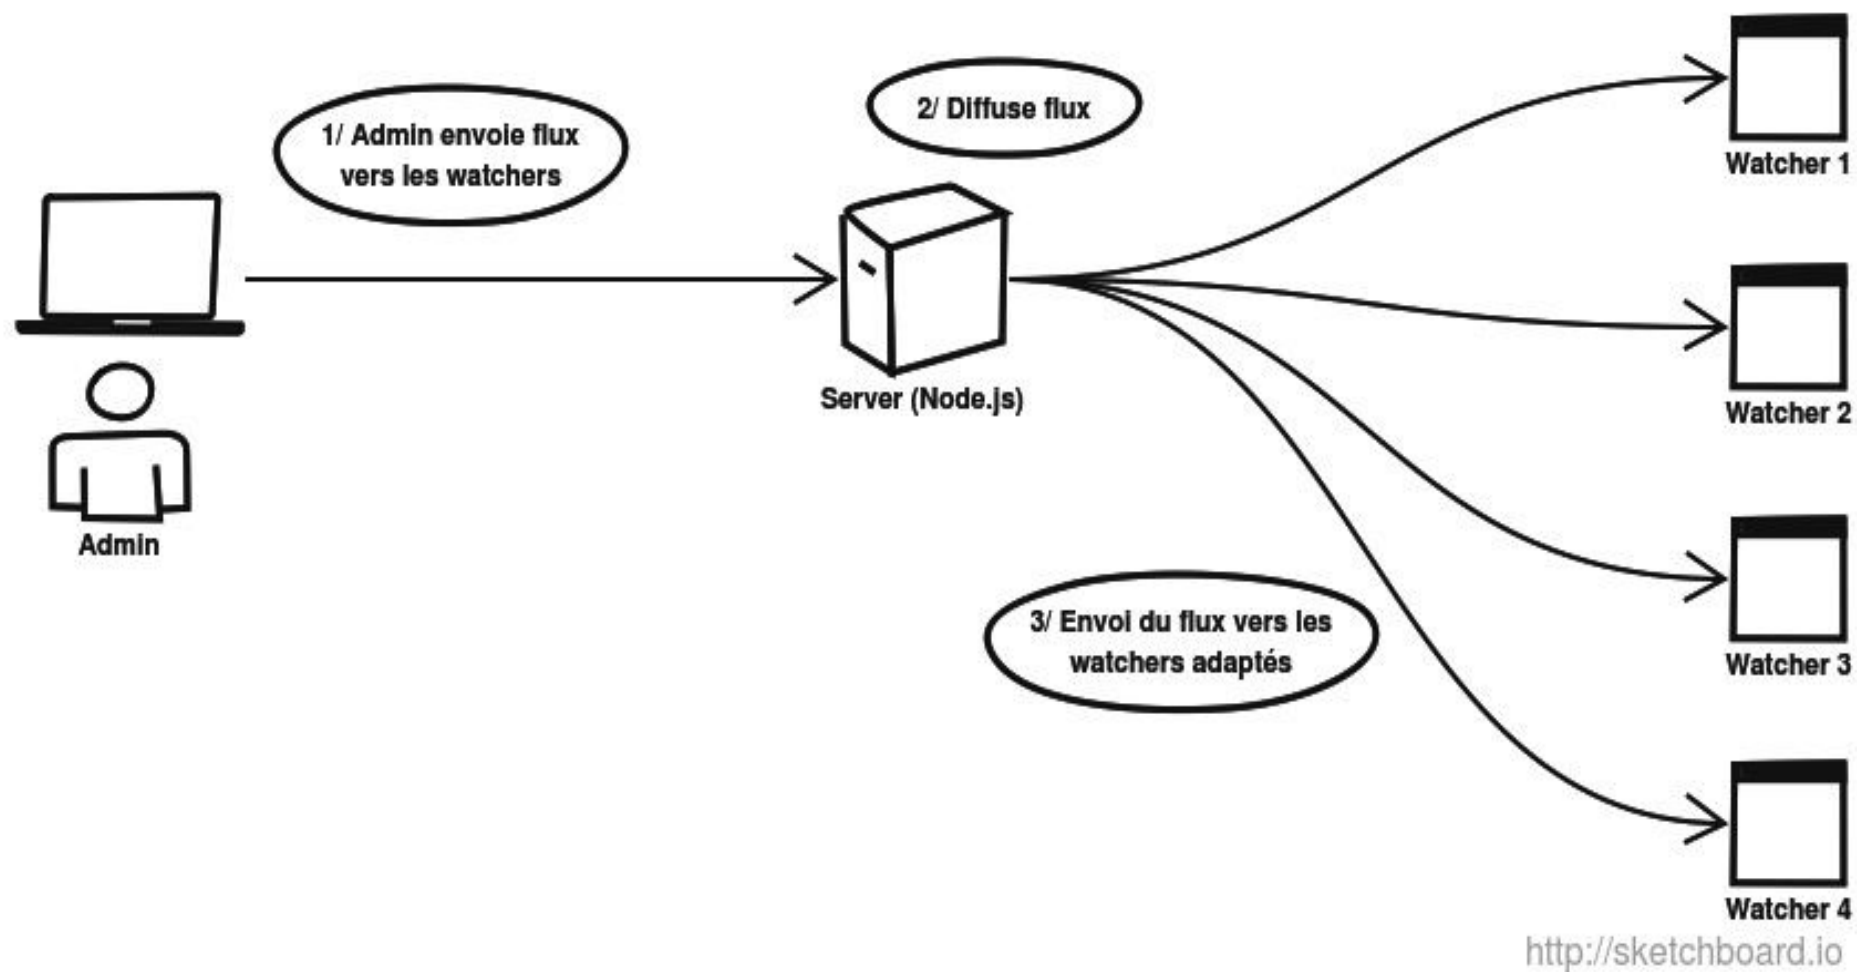 1/ Admin envoie flux
vers les watchers
2/ Diffuse flux
Server (Node.js)
Admin
3/ Envoi du flux vers les
watchers adaptés
Watcher 1
Watcher 2
Watcher 3
Watcher 4
http://sketchboard.io